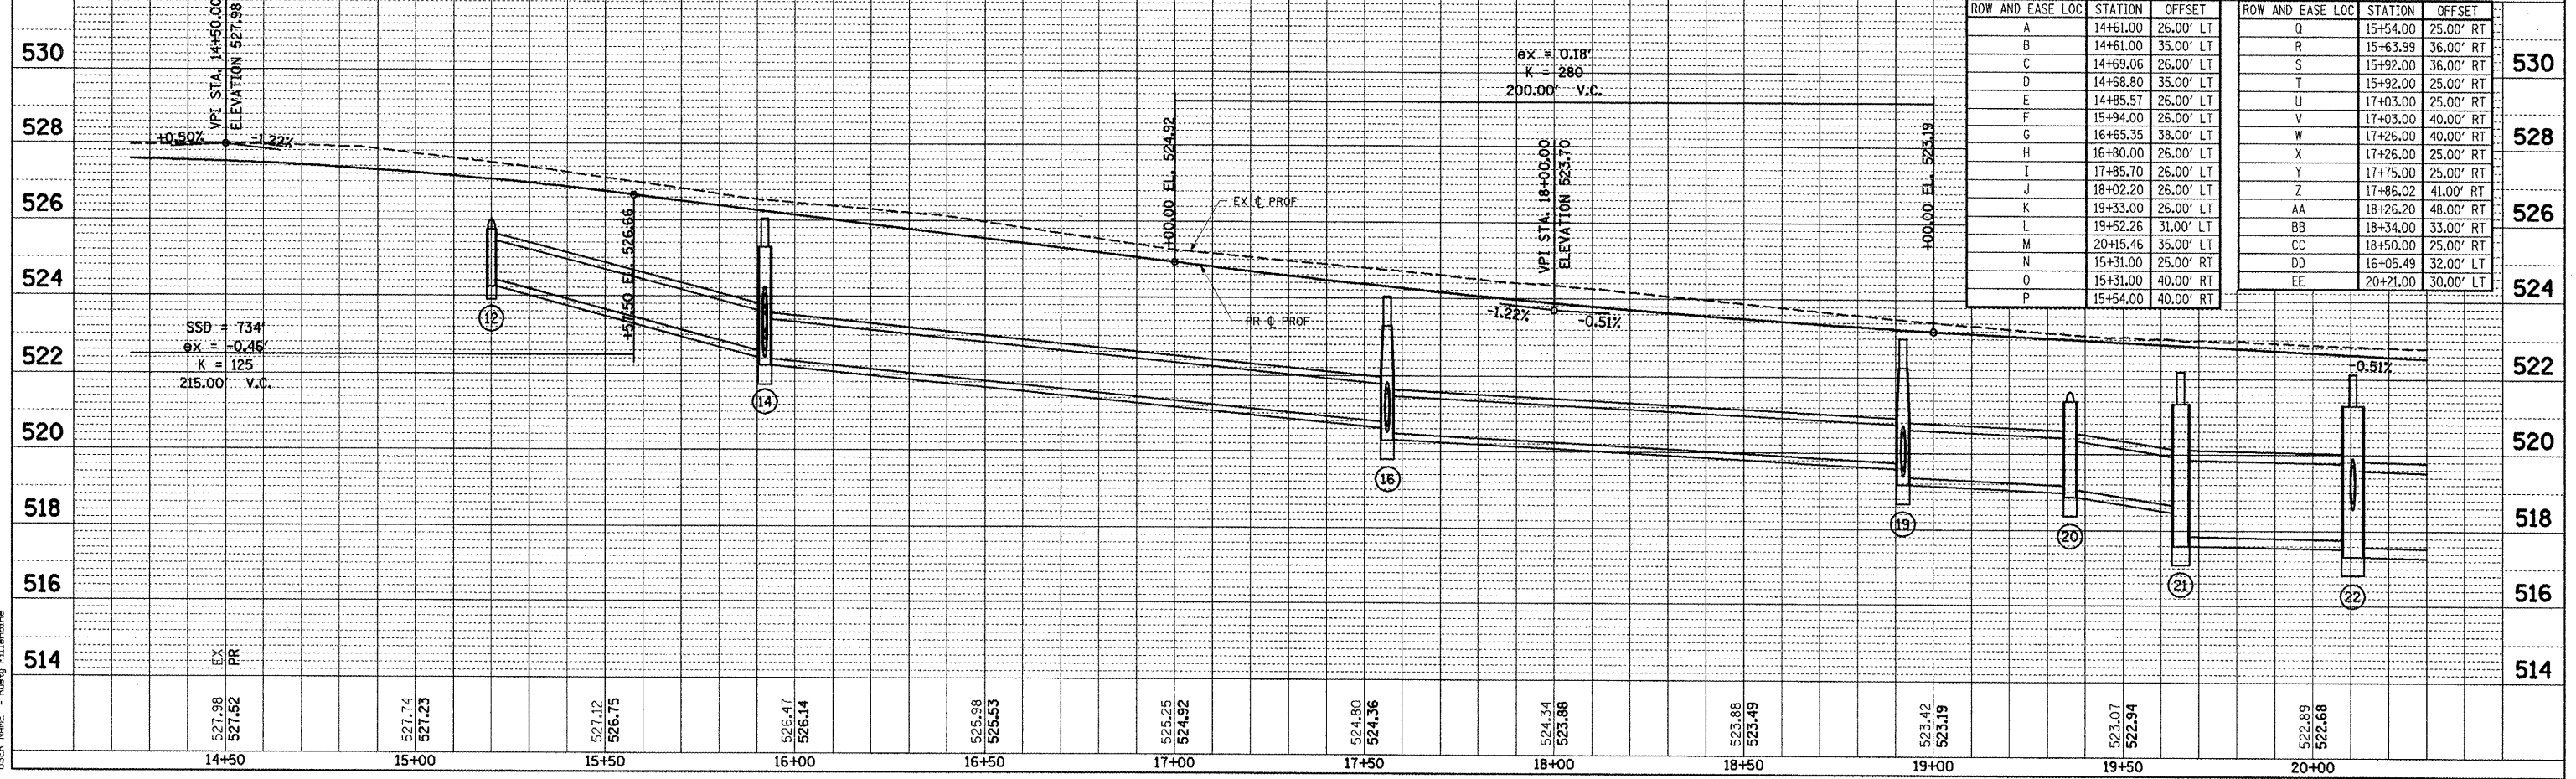 530
528
526
524
522
520
518
516
514
VPI STA. 14+50.00
ELEVATION 527.98
+0.50%
-1.22%
SSD = 734'
ex = -0.46'
K = 125
215.00' V.C.
+57.50 EL. 526.66
ex = 0.18'
K = 280
200.00' V.C.
+00.00 EL. 524.92
VPI STA. 18+00.00
ELEVATION 523.70
+00.00 EL. 523.19
EX ℄ PROF
PR ℄ PROF
-1.22%
-0.51%
-0.51%
12
14
16
19
20
21
22
ROW AND EASE LOC STATION OFFSET
A 14+61.00 26.00' LT
B 14+61.00 35.00' LT
C 14+69.06 26.00' LT
D 14+68.80 35.00' LT
E 14+85.57 26.00' LT
F 15+94.00 26.00' LT
G 16+65.35 38.00' LT
H 16+80.00 26.00' LT
I 17+85.70 26.00' LT
J 18+02.20 26.00' LT
K 19+33.00 26.00' LT
L 19+52.26 31.00' LT
M 20+15.46 35.00' LT
N 15+31.00 25.00' RT
O 15+31.00 40.00' RT
P 15+54.00 40.00' RT
ROW AND EASE LOC STATION OFFSET
Q 15+54.00 25.00' RT
R 15+63.99 36.00' RT
S 15+92.00 36.00' RT
T 15+92.00 25.00' RT
U 17+03.00 25.00' RT
V 17+03.00 40.00' RT
W 17+26.00 40.00' RT
X 17+26.00 25.00' RT
Y 17+75.00 25.00' RT
Z 17+86.02 41.00' RT
AA 18+26.20 48.00' RT
BB 18+34.00 33.00' RT
CC 18+50.00 25.00' RT
DD 16+05.49 32.00' LT
EE 20+21.00 30.00' LT
530
528
526
524
522
520
518
516
514
EX
PR
527.98
527.52
527.74
527.23
527.12
526.75
526.47
526.14
525.98
525.53
525.25
524.92
524.80
524.36
524.34
523.88
523.88
523.49
523.42
523.19
523.07
522.94
522.89
522.68
14+50 15+00 15+50 16+00 16+50 17+00 17+50 18+00 18+50 19+00 19+50 20+00